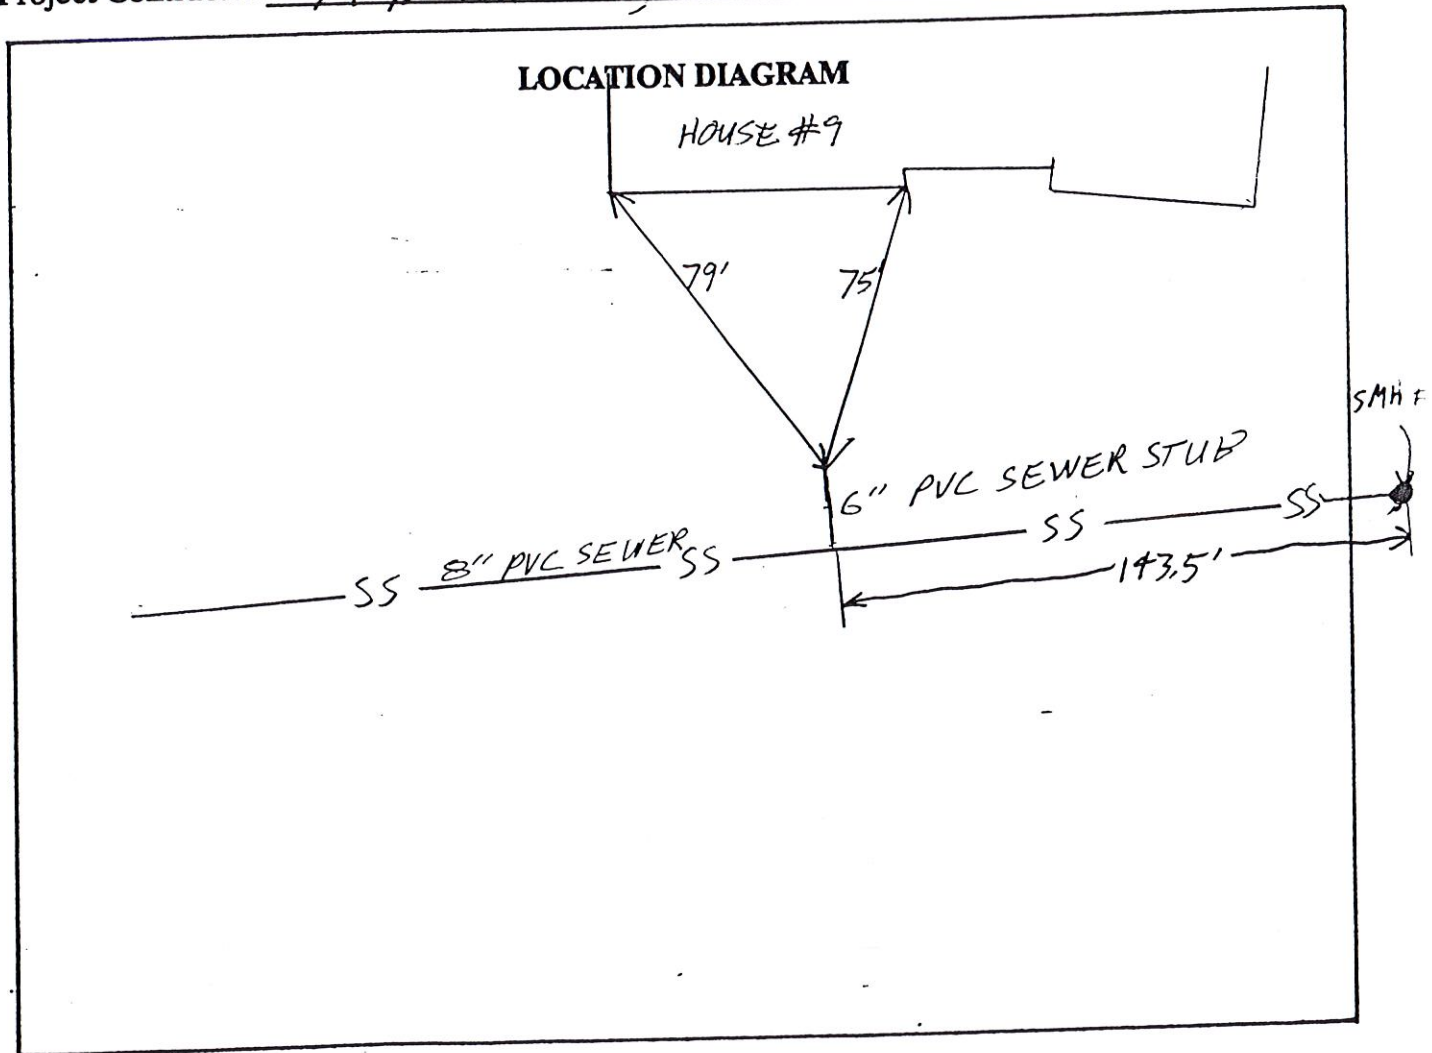 Project
LOCATION DIAGRAM
HOUSE #9
79'
75'
SMH
6" PVC SEWER STUB
SS 8" PVC SEWER SS SS SS
143.5'